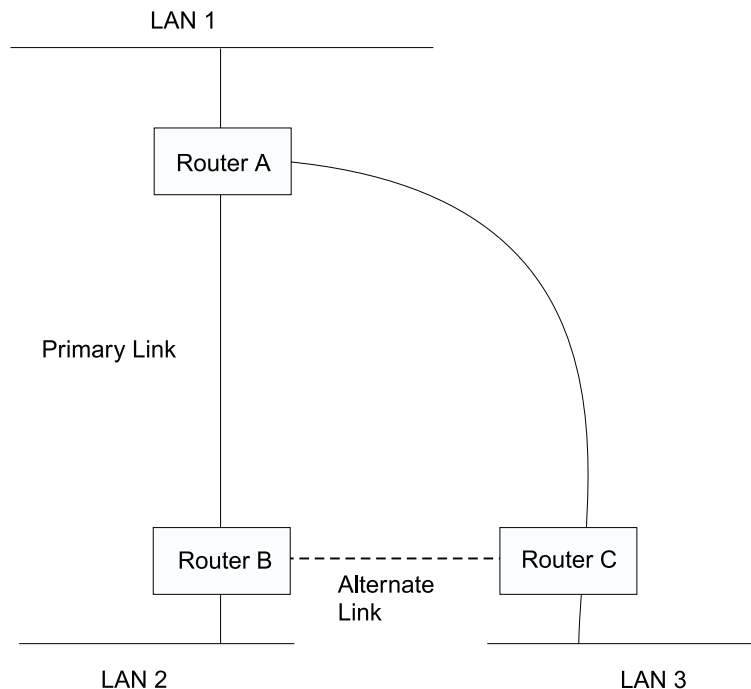 LAN 1
Router A
Primary Link
Router B
Router C
Alternate
Link
LAN 2
LAN 3